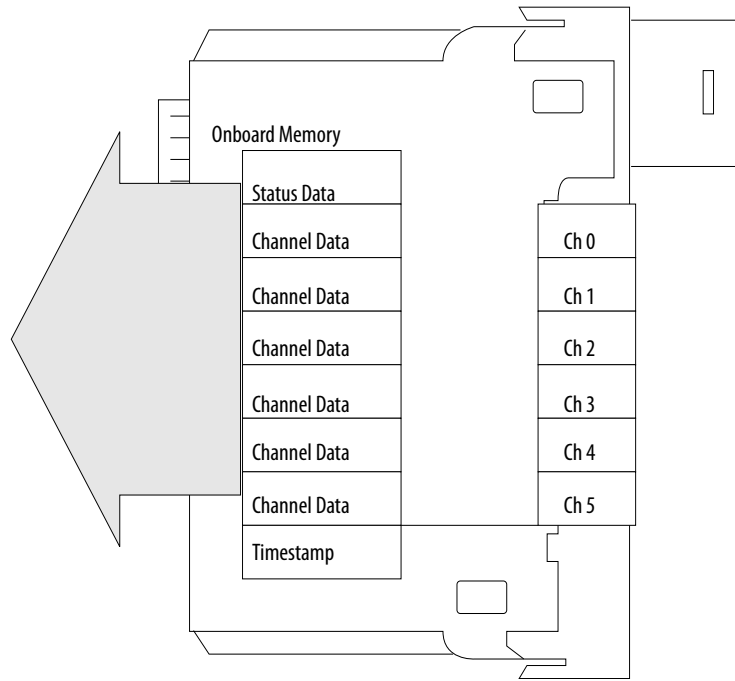 Onboard Memory
Status Data
Channel Data Ch 0
Channel Data Ch 1
Channel Data Ch 2
Channel Data Ch 3
Channel Data Ch 4
Channel Data Ch 5
Timestamp